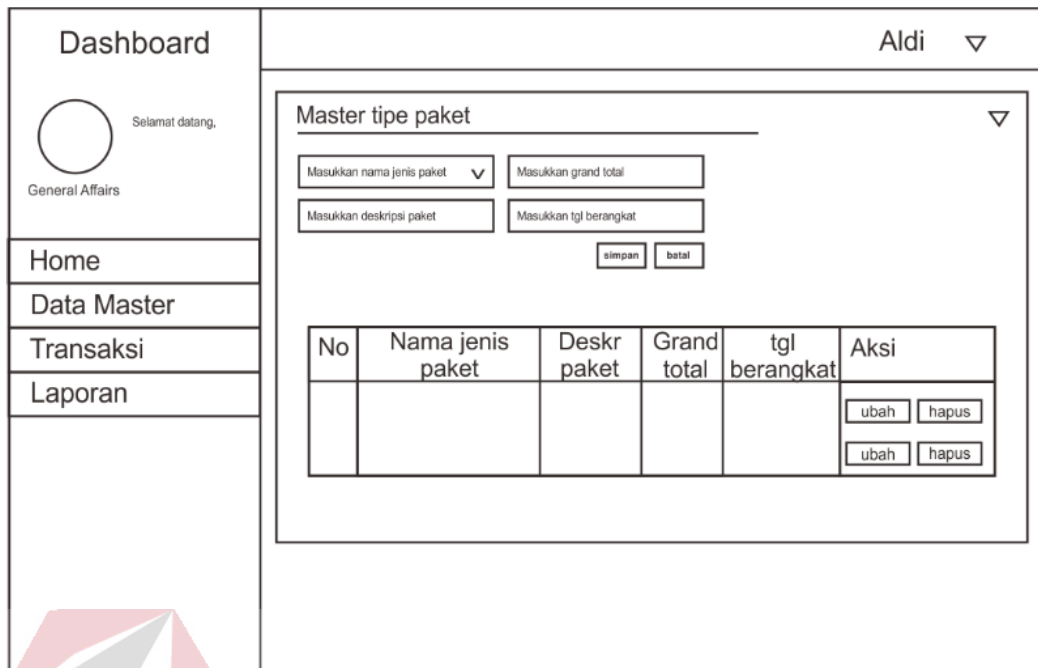 Dashboard
Aldi
Selamat datang,
General Affairs
Home
Data Master
Transaksi
Laporan
Master tipe paket
Masukkan nama jenis paket
Masukkan grand total
Masukkan deskripsi paket
Masukkan tgl berangkat
simpan
batal
No
Nama jenis
paket
Deskr
paket
Grand
total
tgl
berangkat
Aksi
ubah
hapus
ubah
hapus